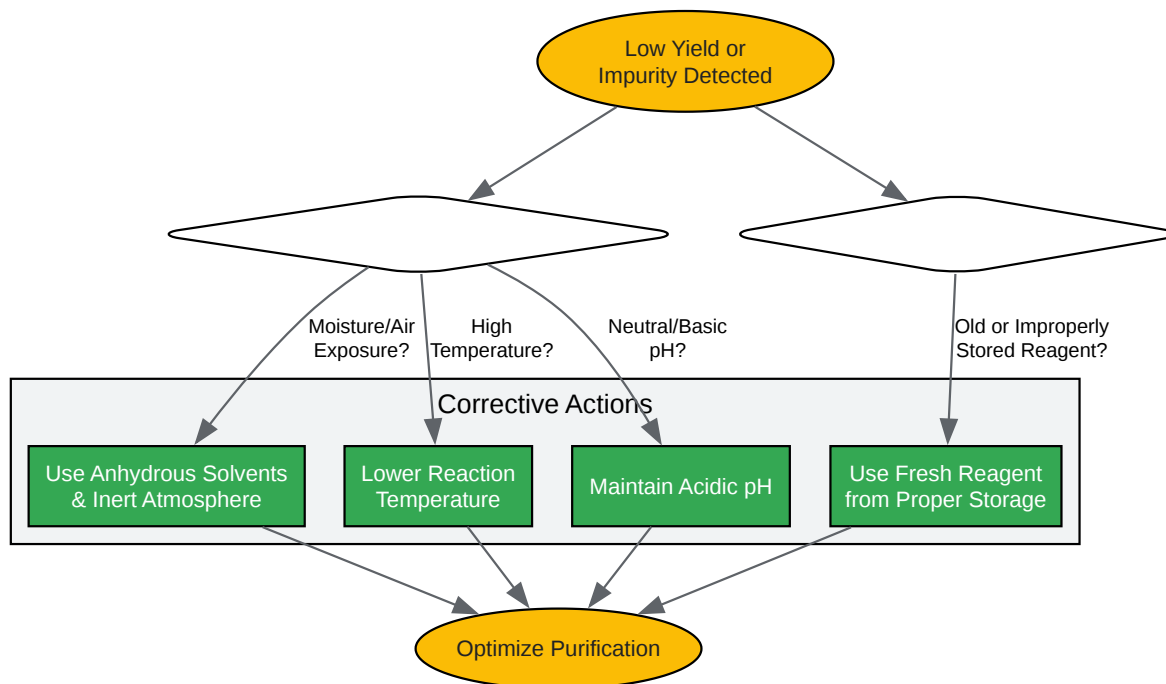 Low Yield or
Impurity Detected
Moisture/Air
Exposure?
High
Temperature?
Neutral/Basic
pH?
Old or Improperly
Stored Reagent?
Corrective Actions
Use Anhydrous Solvents
& Inert Atmosphere
Lower Reaction
Temperature
Maintain Acidic pH
Use Fresh Reagent
from Proper Storage
Optimize Purification